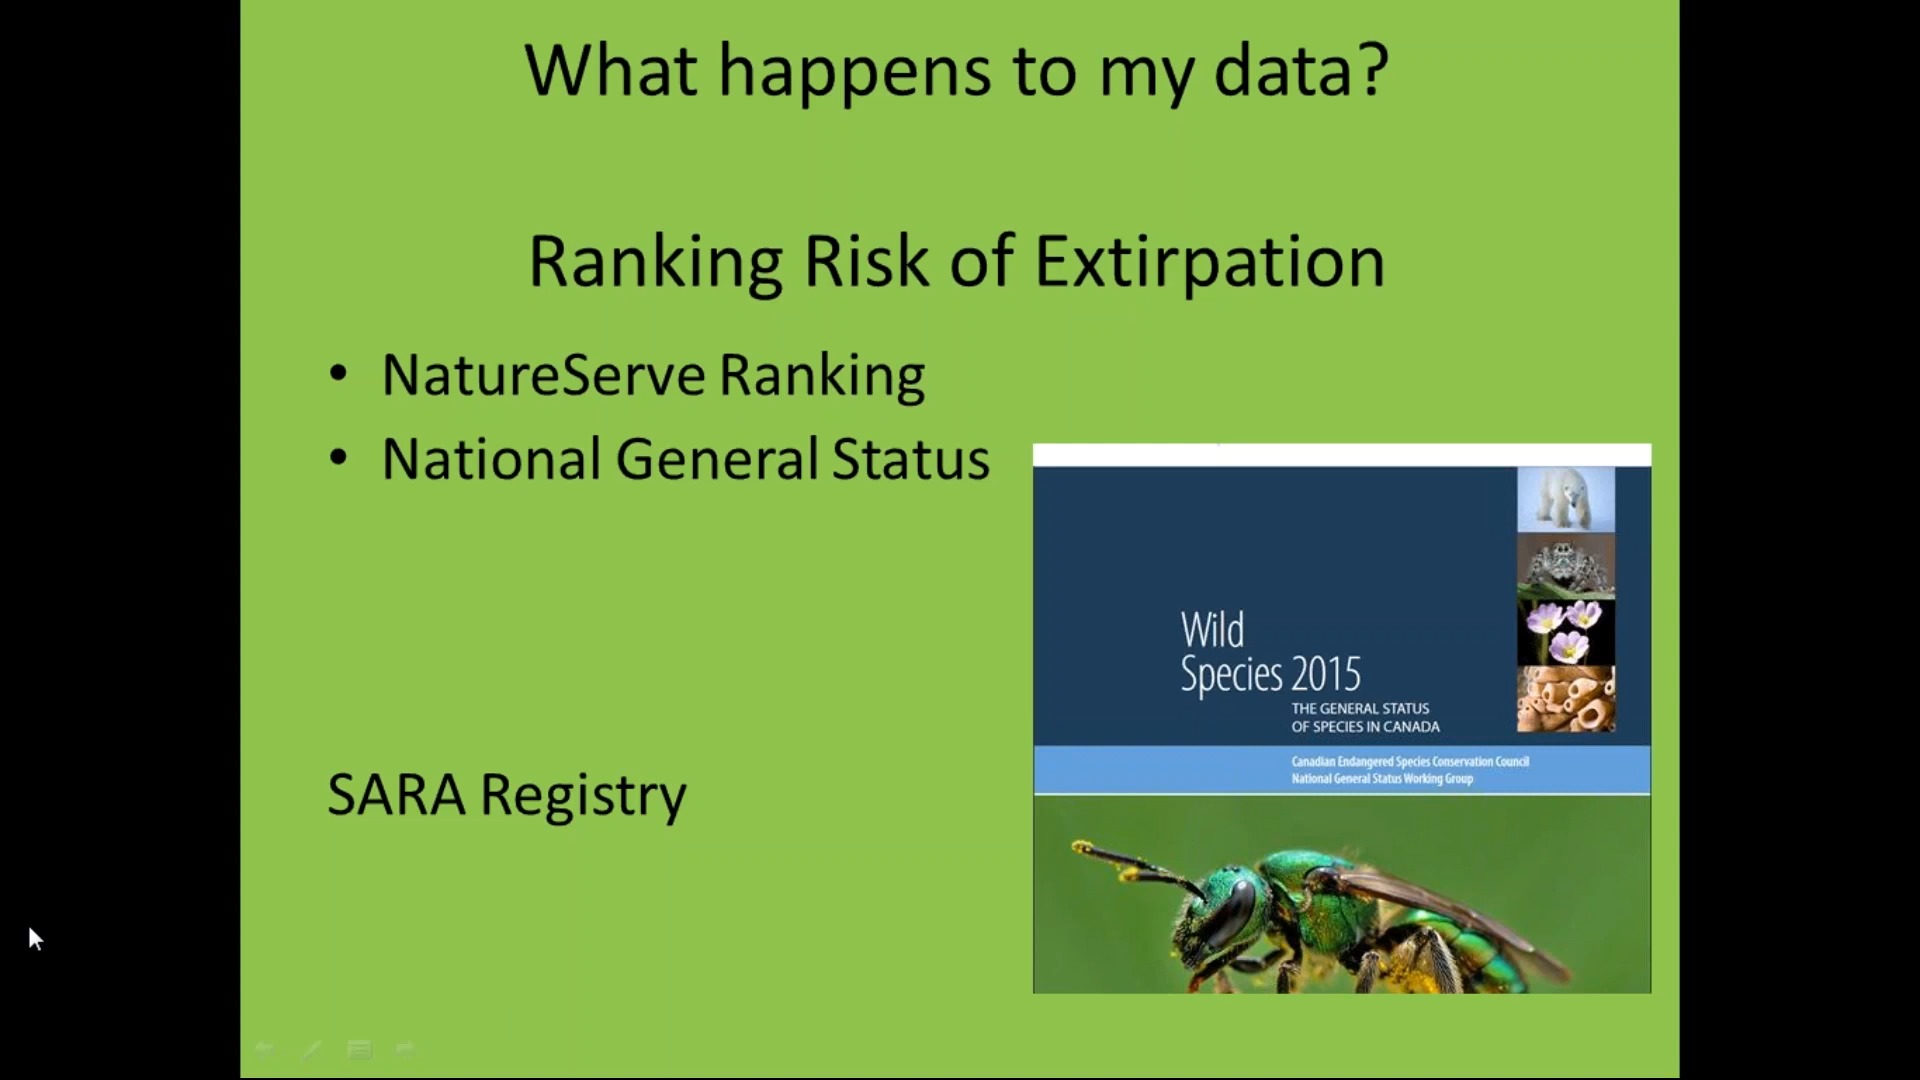 What happens to my data?
Ranking Risk of Extirpation
• NatureServe Ranking
• National General Status
SARA Registry
Wild
Species 2015
THE GENERAL STATUS
OF SPECIES IN CANADA
Canadian Endangered Species Conservation Council
National General Status Working Group